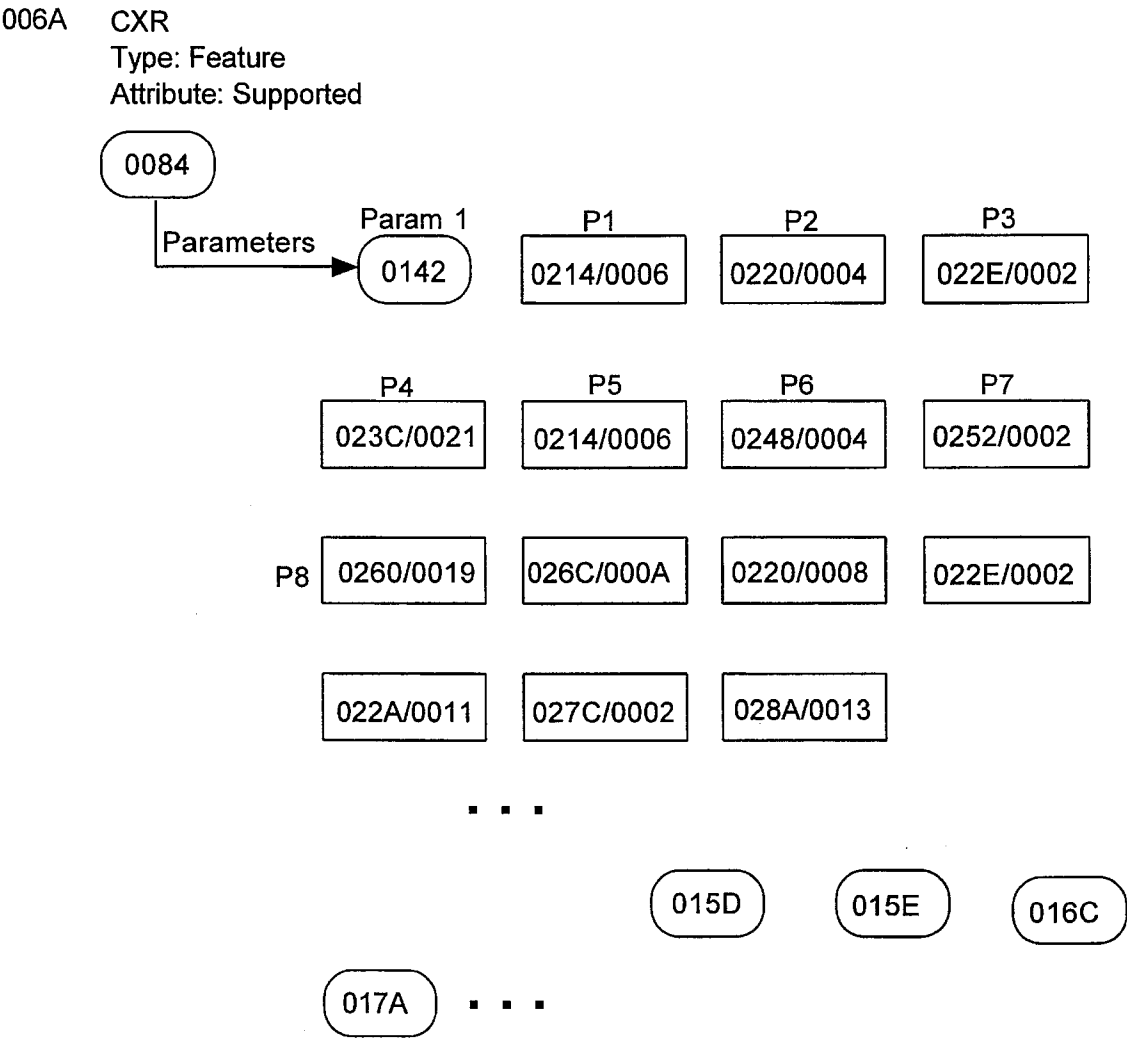 006A CXR
Type: Feature
Attribute: Supported
0084
Parameters
Param 1 P1 P2 P3
0142 0214/0006 0220/0004 022E/0002
P4 P5 P6 P7
023C/0021 0214/0006 0248/0004 0252/0002
P8 0260/0019 026C/000A 0220/0008 022E/0002
022A/0011 027C/0002 028A/0013
. . .
015D 015E 016C
017A . . .